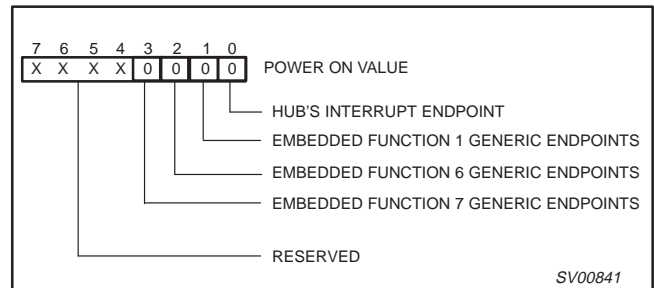 7 6 5 4 3 2 1 0
X X X X 0 0 0 0 POWER ON VALUE
HUB'S INTERRUPT ENDPOINT
EMBEDDED FUNCTION 1 GENERIC ENDPOINTS
EMBEDDED FUNCTION 6 GENERIC ENDPOINTS
EMBEDDED FUNCTION 7 GENERIC ENDPOINTS
RESERVED
SV00841